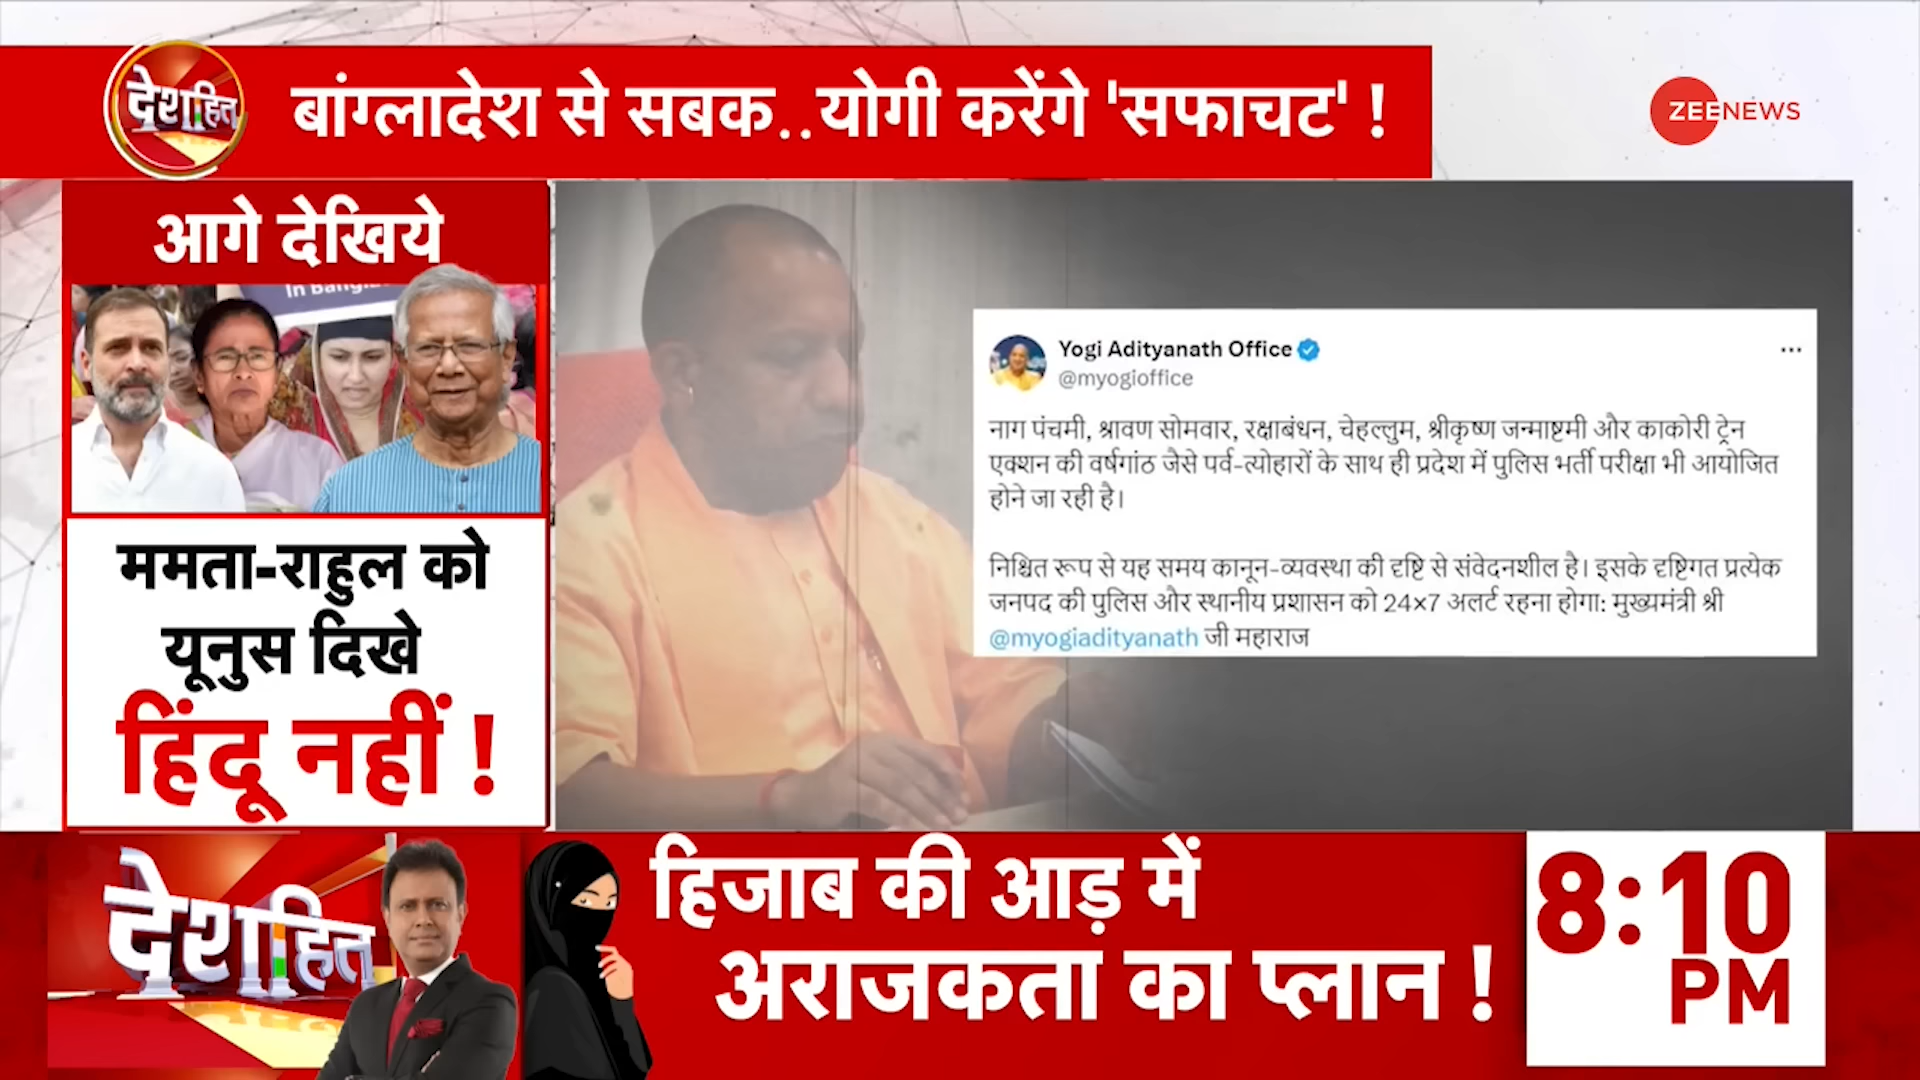 देशहित
बांग्लादेश से सबक..योगी करेंगे 'सफाचट' !
ZEENEWS
आगे देखिये
ममता-राहुल को
यूनुस दिखे
हिंदू नहीं !
Yogi Adityanath Office
@myogioffice
नाग पंचमी, श्रावण सोमवार, रक्षाबंधन, चेहल्लुम, श्रीकृष्ण जन्माष्टमी और काकोरी ट्रेन
एक्शन की वर्षगांठ जैसे पर्व-त्योहारों के साथ ही प्रदेश में पुलिस भर्ती परीक्षा भी आयोजित
होने जा रही है।
निश्चित रूप से यह समय कानून-व्यवस्था की दृष्टि से संवेदनशील है। इसके दृष्टिगत प्रत्येक
जनपद की पुलिस और स्थानीय प्रशासन को 24×7 अलर्ट रहना होगा: मुख्यमंत्री श्री
@myogiadityanath जी महाराज
देशहित
हिजाब की आड़ में
अराजकता का प्लान !
8:10
PM